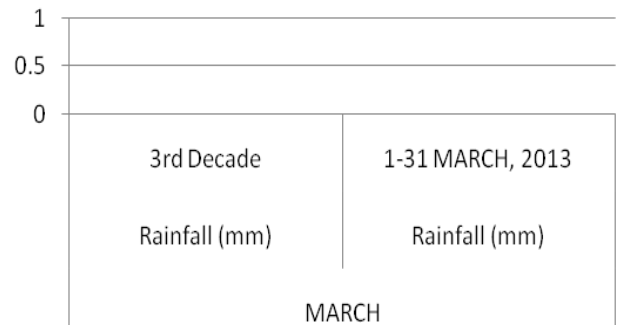 1
0.5
0
3rd Decade
1-31 MARCH, 2013
Rainfall (mm)
Rainfall (mm)
MARCH